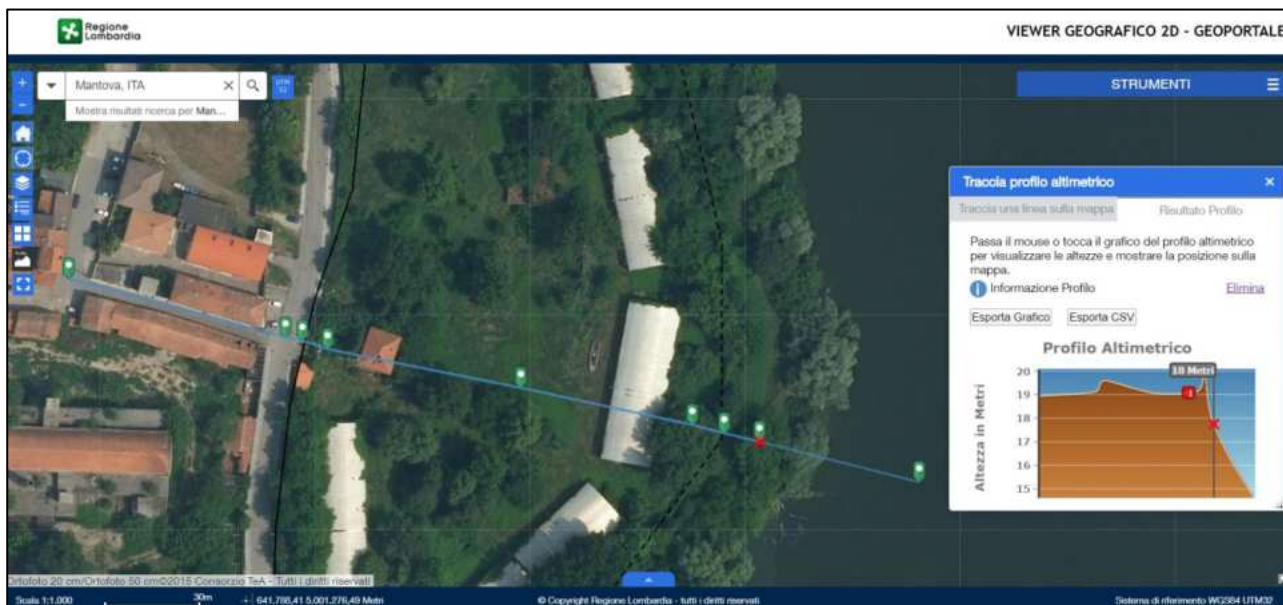 Regione
Lombardia
VIEWER GEOGRAFICO 2D - GEOPORTALE
Mantova, ITA
UTM
32
Mostra risultati ricerca per Man...
STRUMENTI
Traccia profilo altimetrico
Traccia una linea sulla mappa
Risultato Profilo
Passa il mouse o tocca il grafico del profilo altimetrico
per visualizzare le altezze e mostrare la posizione sulla
mappa.
Informazione Profilo
Elimina
Esporta Grafico
Esporta CSV
Profilo Altimetrico
18 Metri
Altezza in Metri
20
19
18
17
16
15
Ortofoto 20 cm/Ortofoto 50 cm©2015 Consorzio TeA - Tutti i diritti riservati
Scala 1:1.000
30m
641.788,41 5.001.276,49 Metri
© Copyright Regione Lombardia - tutti i diritti riservati
Sistema di riferimento WGS84 UTM32